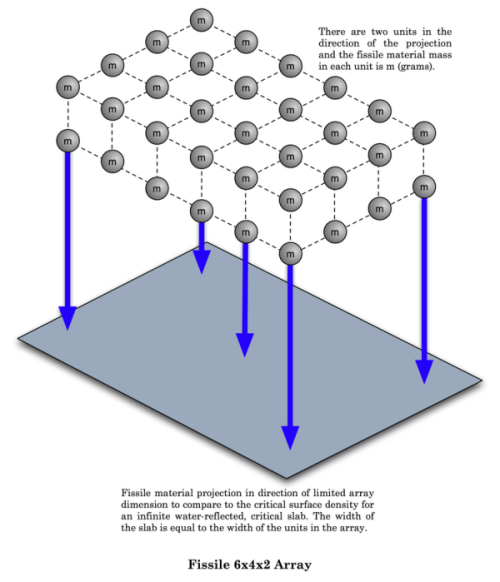 There are two units in the
direction of the projection
and the fissile material mass
in each unit is m (grams).
m
m m
m m m
m m m m
m m m m
m m m m m
m m m m
m m m m
m m m
m m
m
Fissile material projection in direction of limited array
dimension to compare to the critical surface density for
an infinite water-reflected, critical slab. The width of
the slab is equal to the width of the units in the array.
Fissile 6x4x2 Array